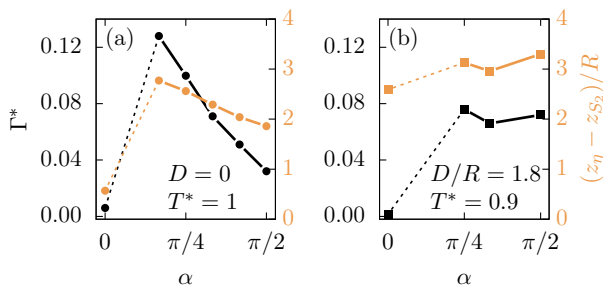 (a)
(b)
0.12
0.08
0.04
0.00
Γ*
D = 0
T* = 1
0
π/4
π/2
α
4
3
2
1
0
0.12
0.08
0.04
0.00
D/R = 1.8
T* = 0.9
0
π/4
π/2
α
4
3
2
1
0
(z_η − z_{S_2})/R